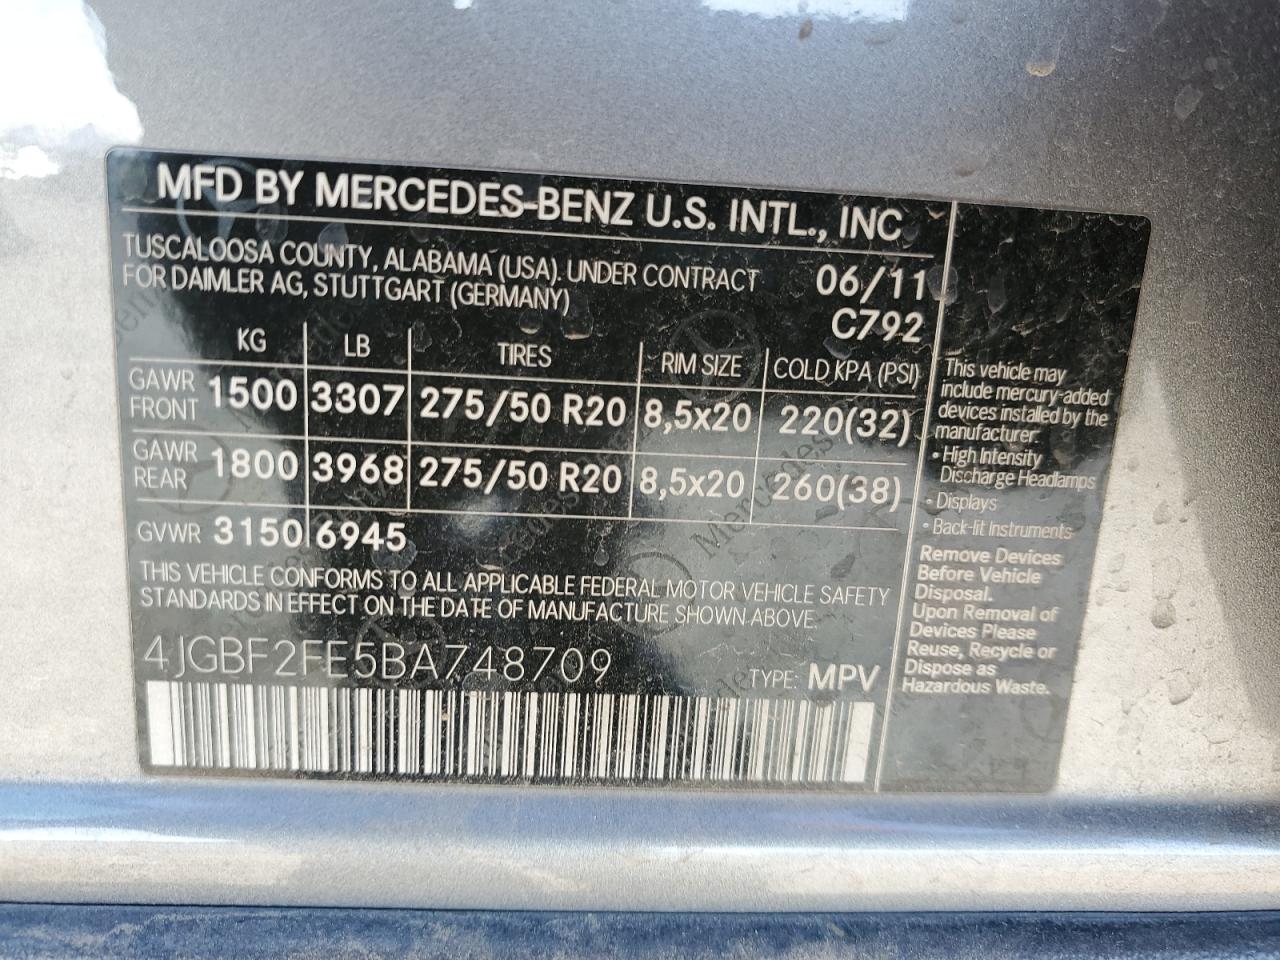 MFD BY MERCEDES-BENZ U.S. INTL., INC
TUSCALOOSA COUNTY, ALABAMA (USA), UNDER CONTRACT
FOR DAIMLER AG, STUTTGART (GERMANY)
06/11
C792
KG LB TIRES RIM SIZE COLD KPA (PSI)
GAWR
FRONT 1500 3307 275/50 R20 8,5x20 220(32)
GAWR
REAR 1800 3968 275/50 R20 8,5x20 260(38)
GVWR 3150 6945
THIS VEHICLE CONFORMS TO ALL APPLICABLE FEDERAL MOTOR VEHICLE SAFETY
STANDARDS IN EFFECT ON THE DATE OF MANUFACTURE SHOWN ABOVE.
4JGBF2FE5BA748709
TYPE: MPV
This vehicle may
include mercury-added
devices installed by the
manufacturer:
• High Intensity
Discharge Headlamps
• Displays
• Back-lit Instruments
Remove Devices
Before Vehicle
Disposal.
Upon Removal of
Devices Please
Reuse, Recycle or
Dispose as
Hazardous Waste.